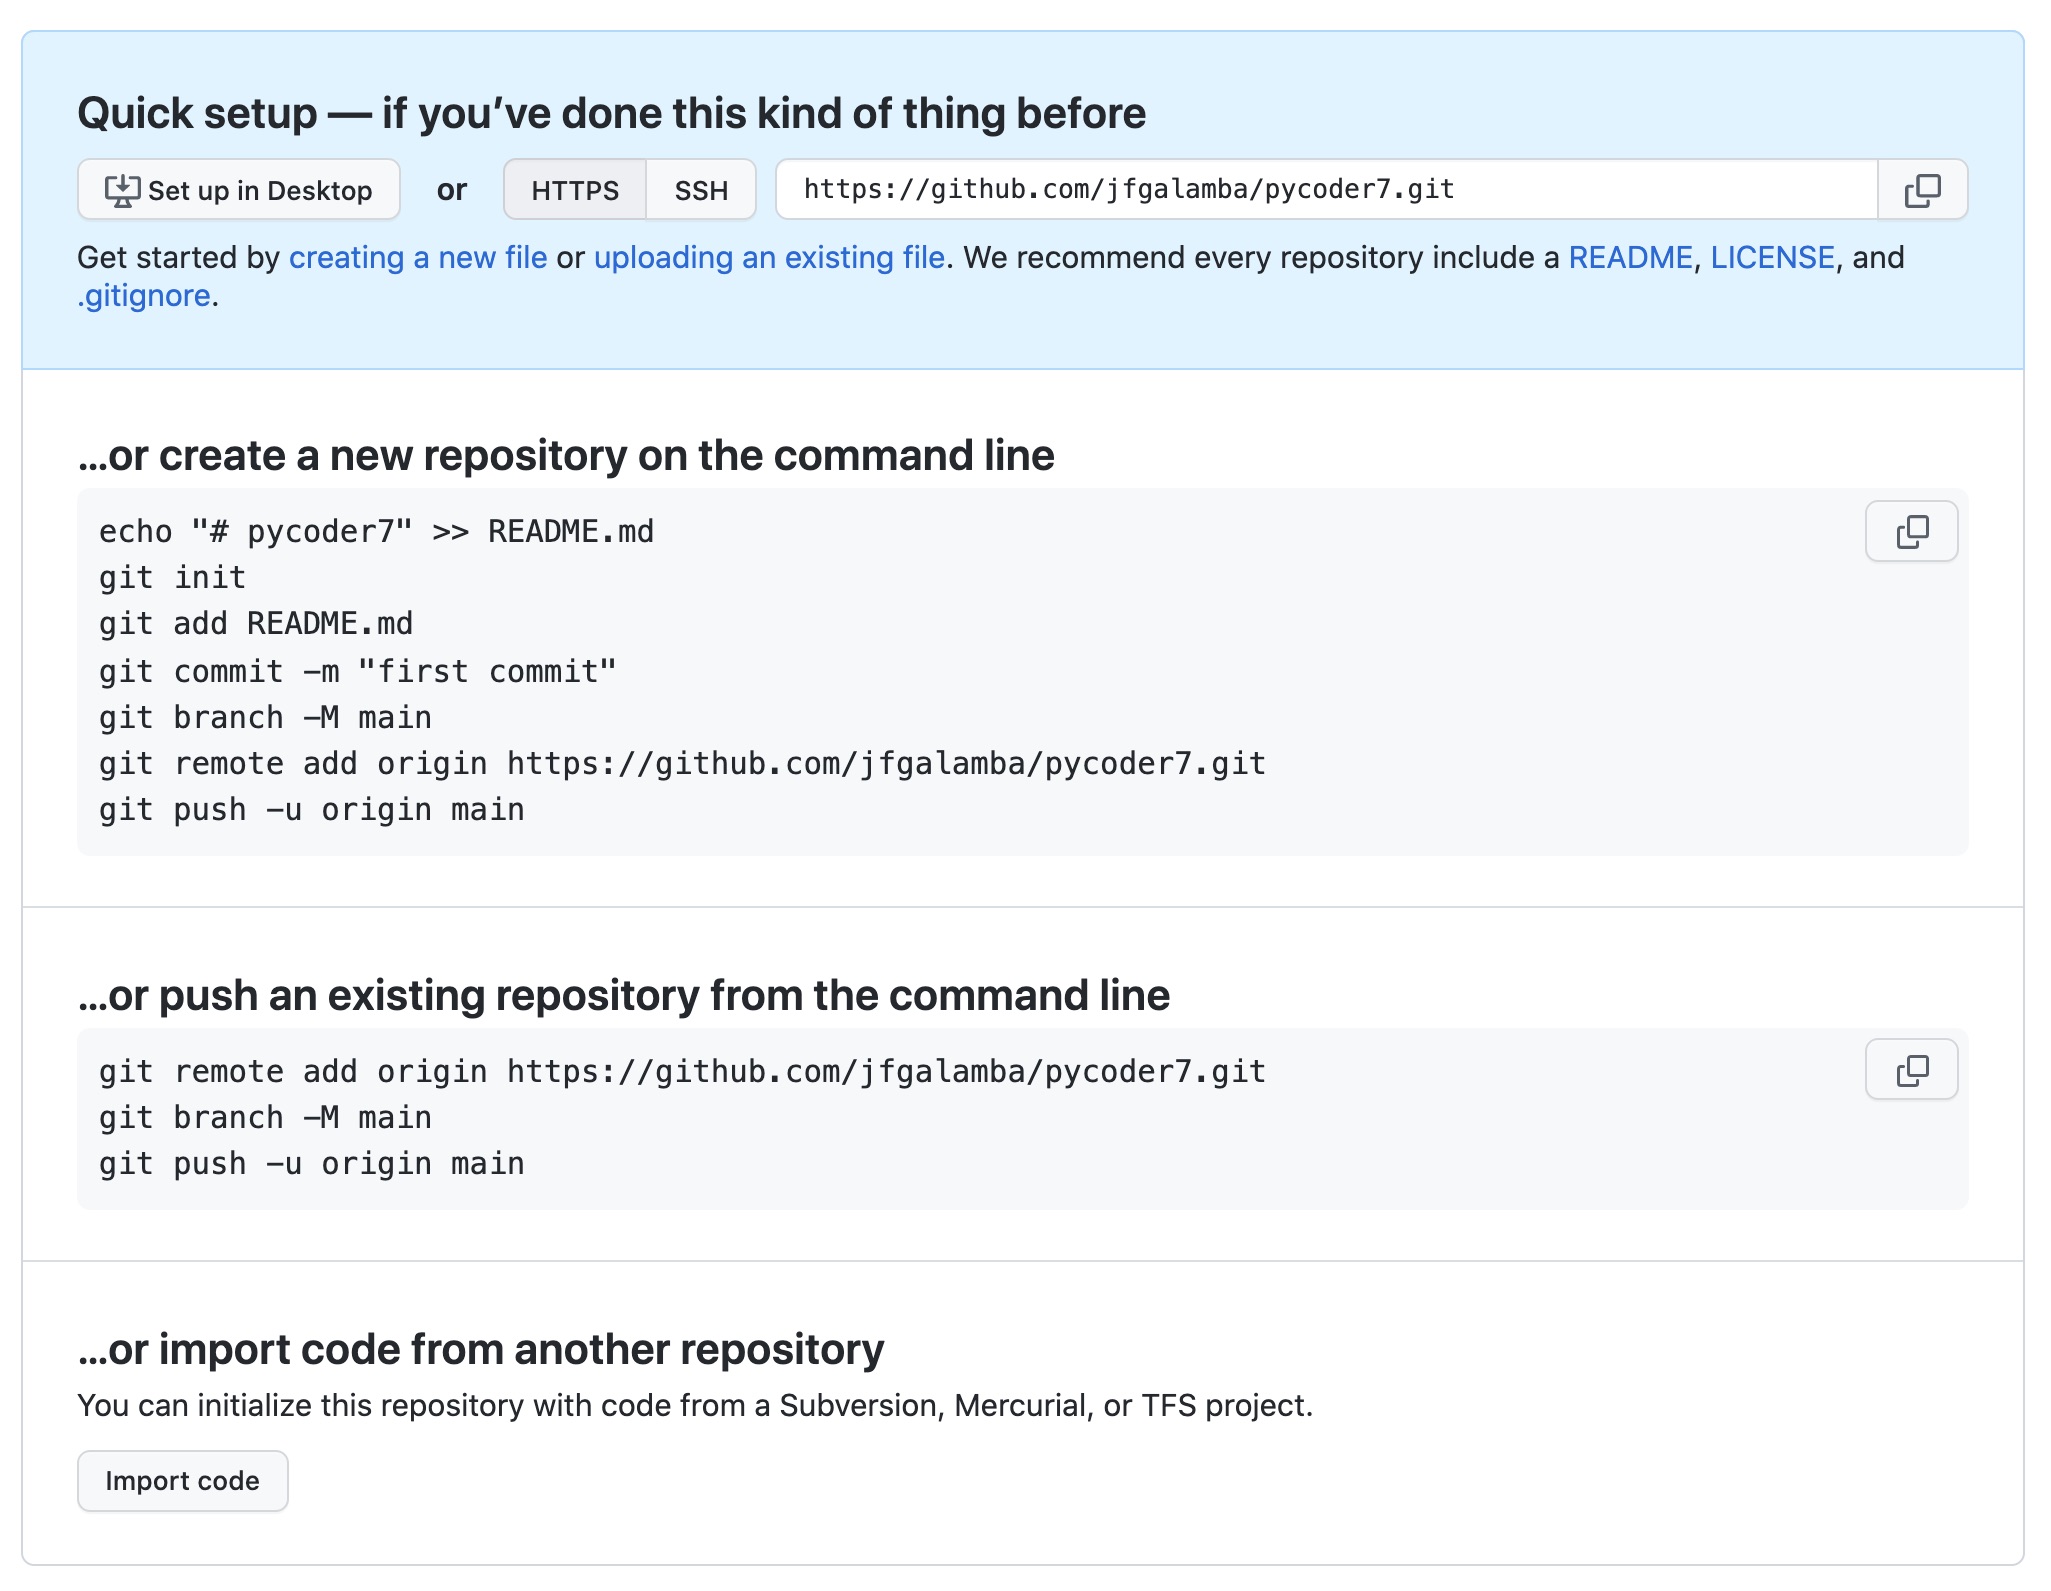 Quick setup — if you’ve done this kind of thing before
Set up in Desktop or HTTPS SSH https://github.com/jfgalamba/pycoder7.git
Get started by creating a new file or uploading an existing file. We recommend every repository include a README, LICENSE, and
.gitignore.
…or create a new repository on the command line
echo "# pycoder7" >> README.md
git init
git add README.md
git commit -m "first commit"
git branch -M main
git remote add origin https://github.com/jfgalamba/pycoder7.git
git push -u origin main
…or push an existing repository from the command line
git remote add origin https://github.com/jfgalamba/pycoder7.git
git branch -M main
git push -u origin main
…or import code from another repository
You can initialize this repository with code from a Subversion, Mercurial, or TFS project.
Import code